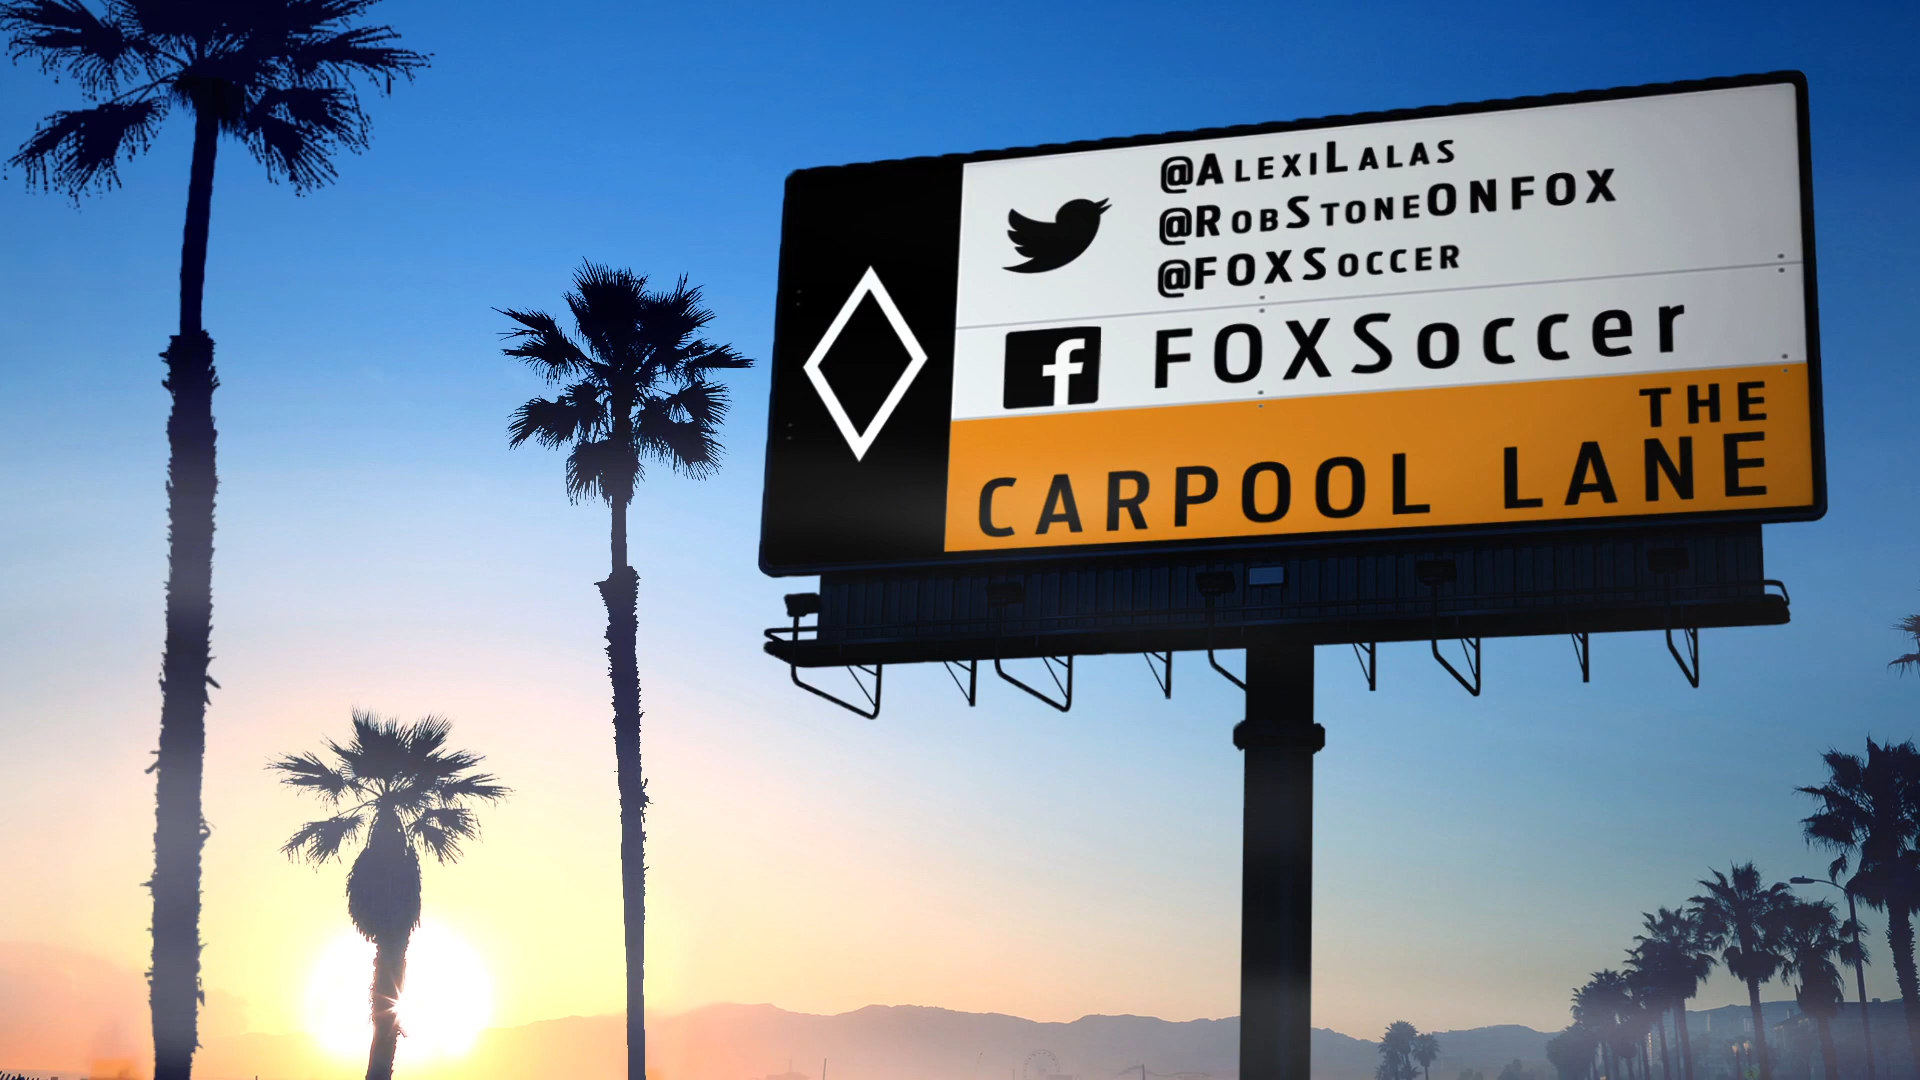 @AlexiLalas
@RobStoneONFOX
@FOXSoccer
f FOXSoccer
THE
CARPOOL LANE